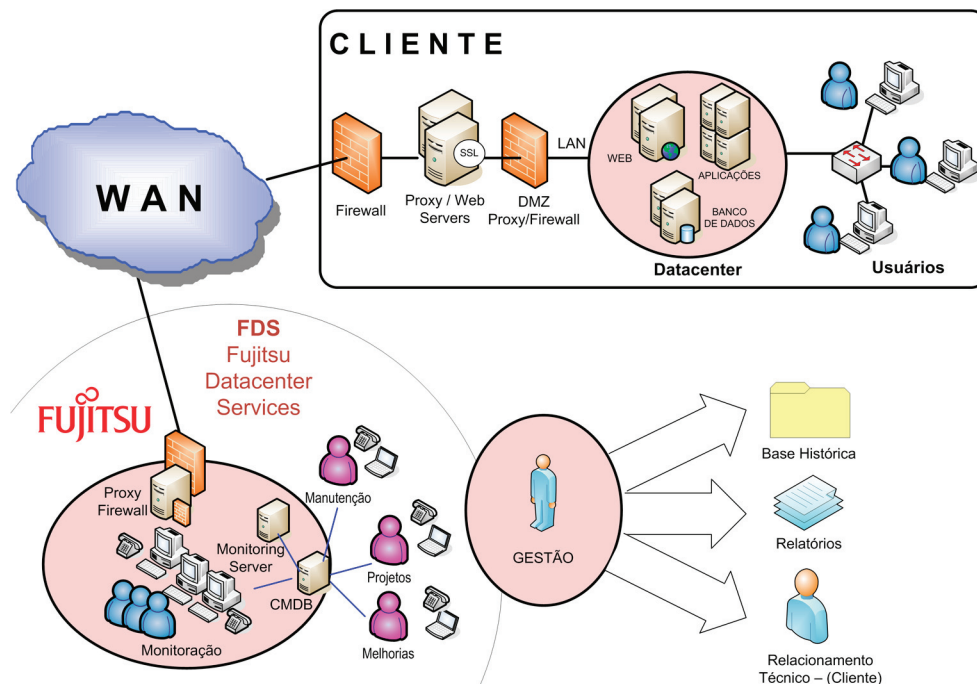 CLIENTE
WAN
Firewall
SSL
Proxy / Web
Servers
DMZ
Proxy/Firewall
LAN
WEB
APLICAÇÕES
BANCO
DE DADOS
Datacenter
Usuários
FDS
Fujitsu
Datacenter
Services
FUJITSU
Proxy
Firewall
Monitoring
Server
CMDB
Monitoração
Manutenção
Projetos
Melhorias
GESTÃO
Base Histórica
Relatórios
Relacionamento
Técnico – (Cliente)